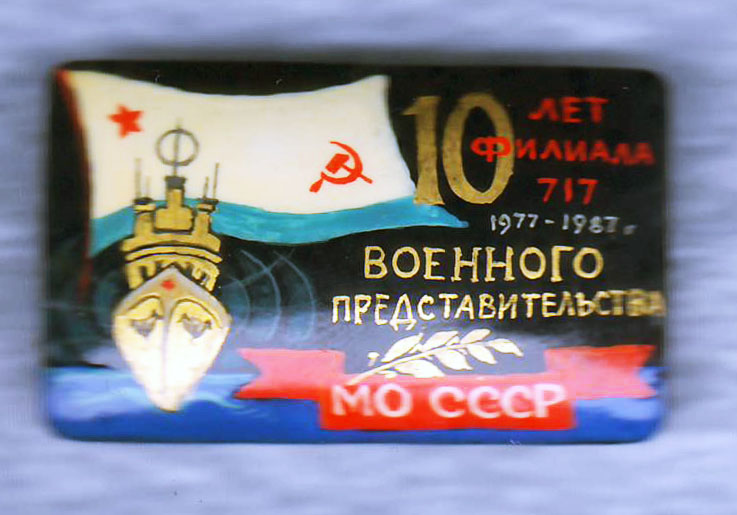 10 ЛЕТ
ФИЛИАЛА
717
1977-1987г
ВОЕННОГО
ПРЕДСТАВИТЕЛЬСТВА
МО СССР